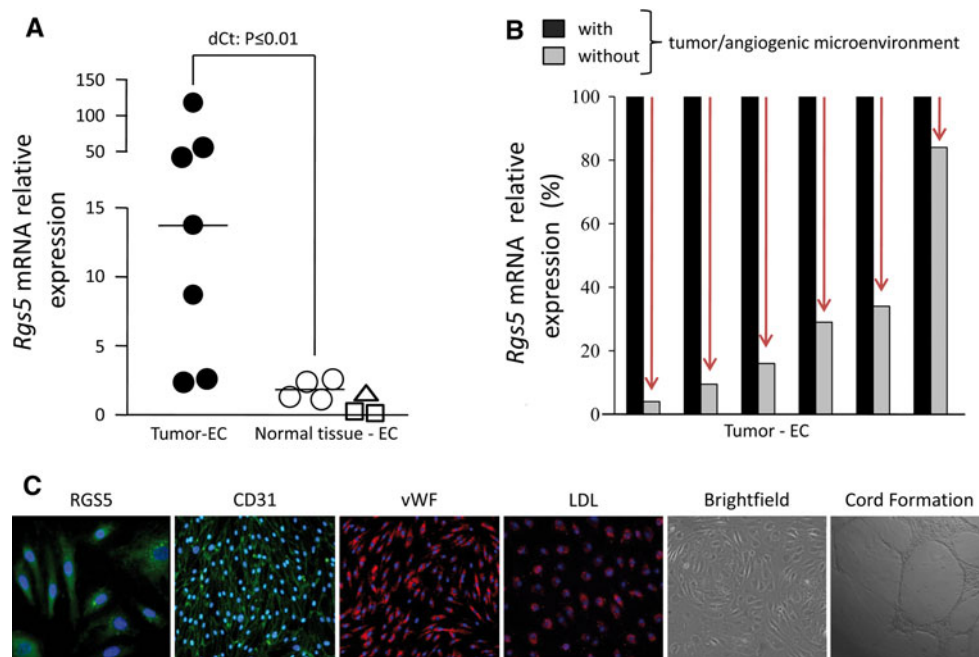 A
dCt: P≤0.01
Rgs5 mRNA relative
expression
150
100
50
15
10
5
0
Tumor-EC
Normal tissue - EC
B
with
without
tumor/angiogenic microenvironment
Rgs5 mRNA relative
expression (%)
80
60
40
20
0
Tumor - EC
C
RGS5
CD31
vWF
LDL
Brightfield
Cord Formation